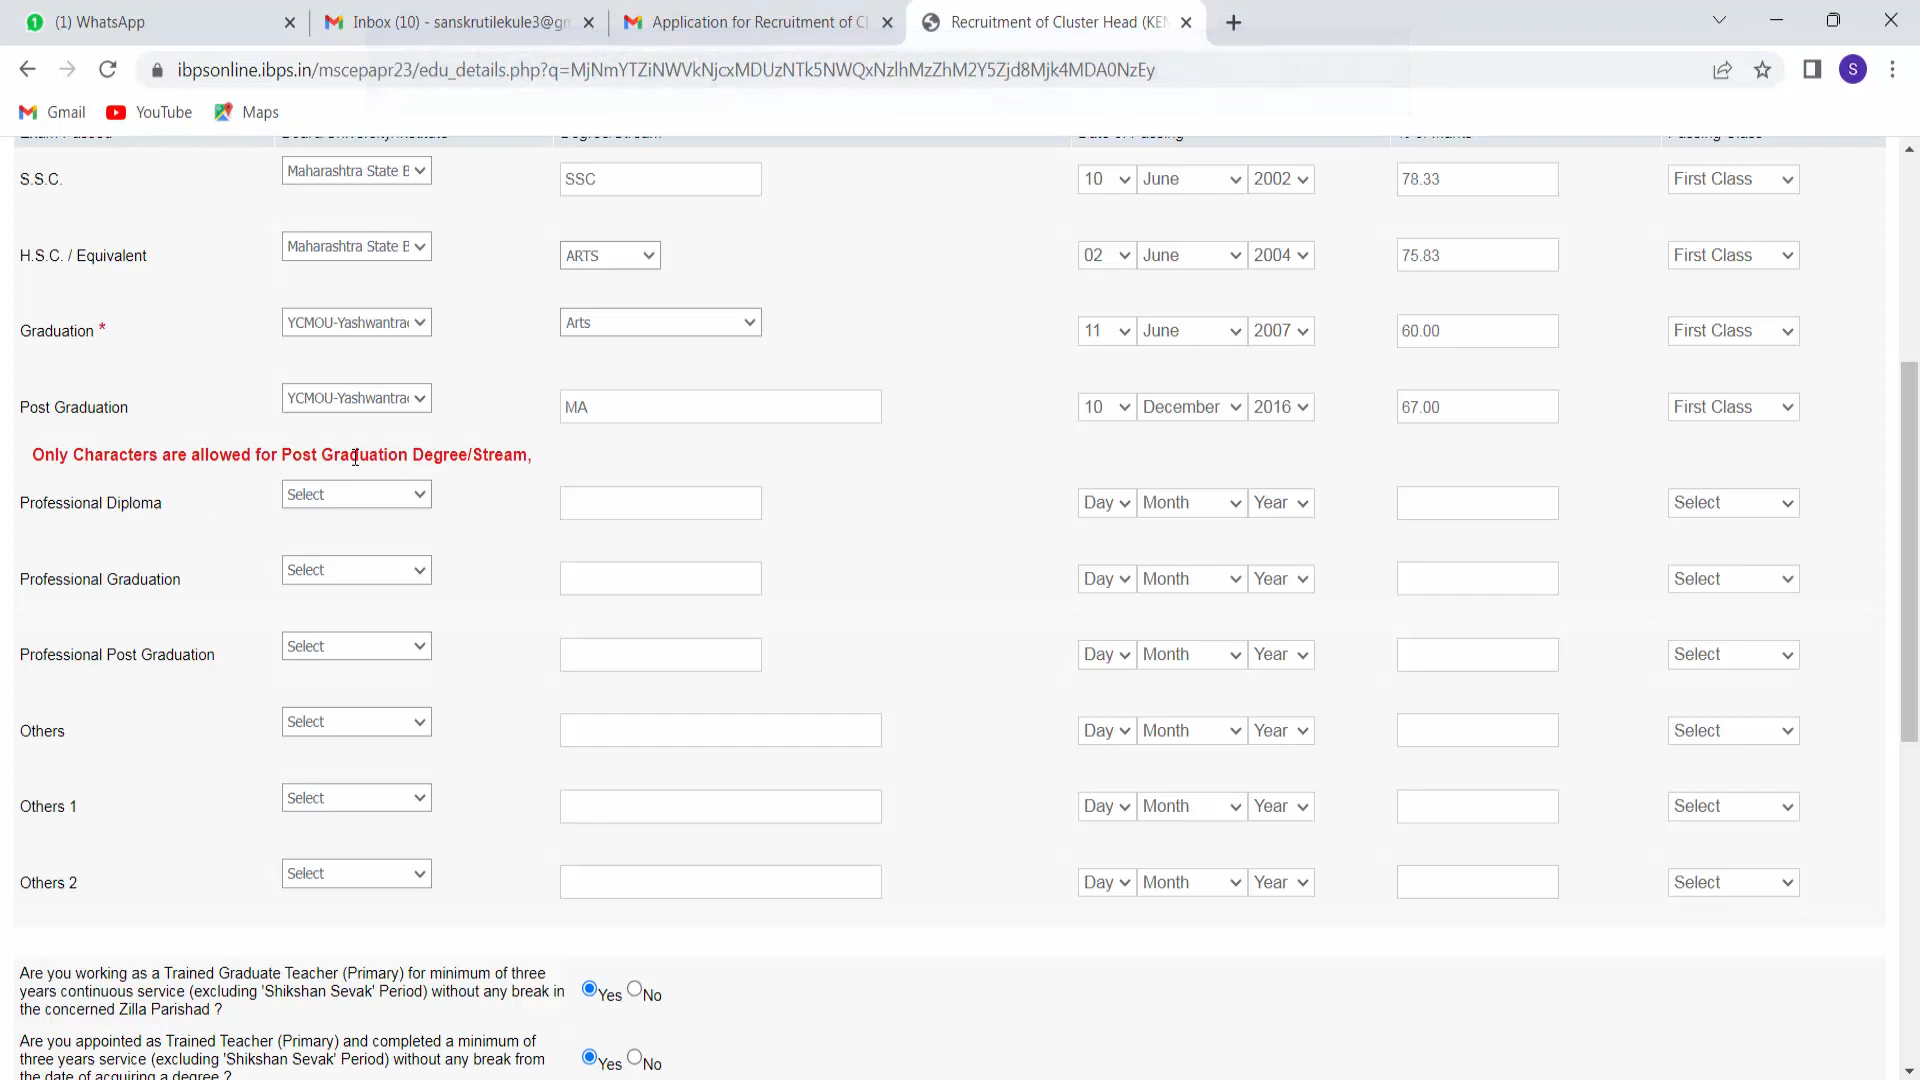 (1) WhatsApp
Inbox (10) - sanskrutilekule3@gn
Application for Recruitment of Cl
Recruitment of Cluster Head (KEN
ibpsonline.ibps.in/mscepapr23/edu_details.php?q=MjNmYTZiNWVkNjcxMDUzNTk5NWQxNzlhMzZhM2Y5Zjd8Mjk4MDA0NzEy
S
Gmail YouTube Maps
S.S.C. Maharashtra State B SSC 10 June 2002 78.33 First Class
H.S.C. / Equivalent Maharashtra State B ARTS 02 June 2004 75.83 First Class
Graduation * YCMOU-Yashwantra Arts 11 June 2007 60.00 First Class
Post Graduation YCMOU-Yashwantra MA 10 December 2016 67.00 First Class
Only Characters are allowed for Post Graduation Degree/Stream,
Professional Diploma Select Day Month Year Select
Professional Graduation Select Day Month Year Select
Professional Post Graduation Select Day Month Year Select
Others Select Day Month Year Select
Others 1 Select Day Month Year Select
Others 2 Select Day Month Year Select
Are you working as a Trained Graduate Teacher (Primary) for minimum of three
years continuous service (excluding 'Shikshan Sevak' Period) without any break in
the concerned Zilla Parishad ?
Yes No
Are you appointed as Trained Teacher (Primary) and completed a minimum of
three years service (excluding 'Shikshan Sevak' Period) without any break from
the date of acquiring a degree ?
Yes No